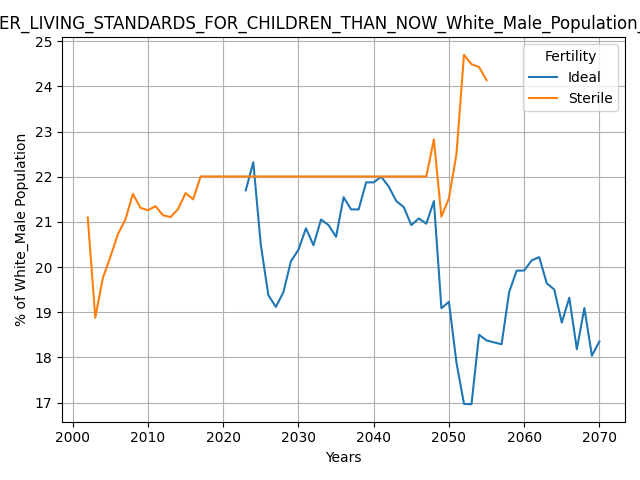 ER_LIVING_STANDARDS_FOR_CHILDREN_THAN_NOW_White_Male_Population_
25
24
23
22
21
20
19
18
17
% of White_Male Population
Fertility
Ideal
Sterile
2000 2010 2020 2030 2040 2050 2060 2070
Years